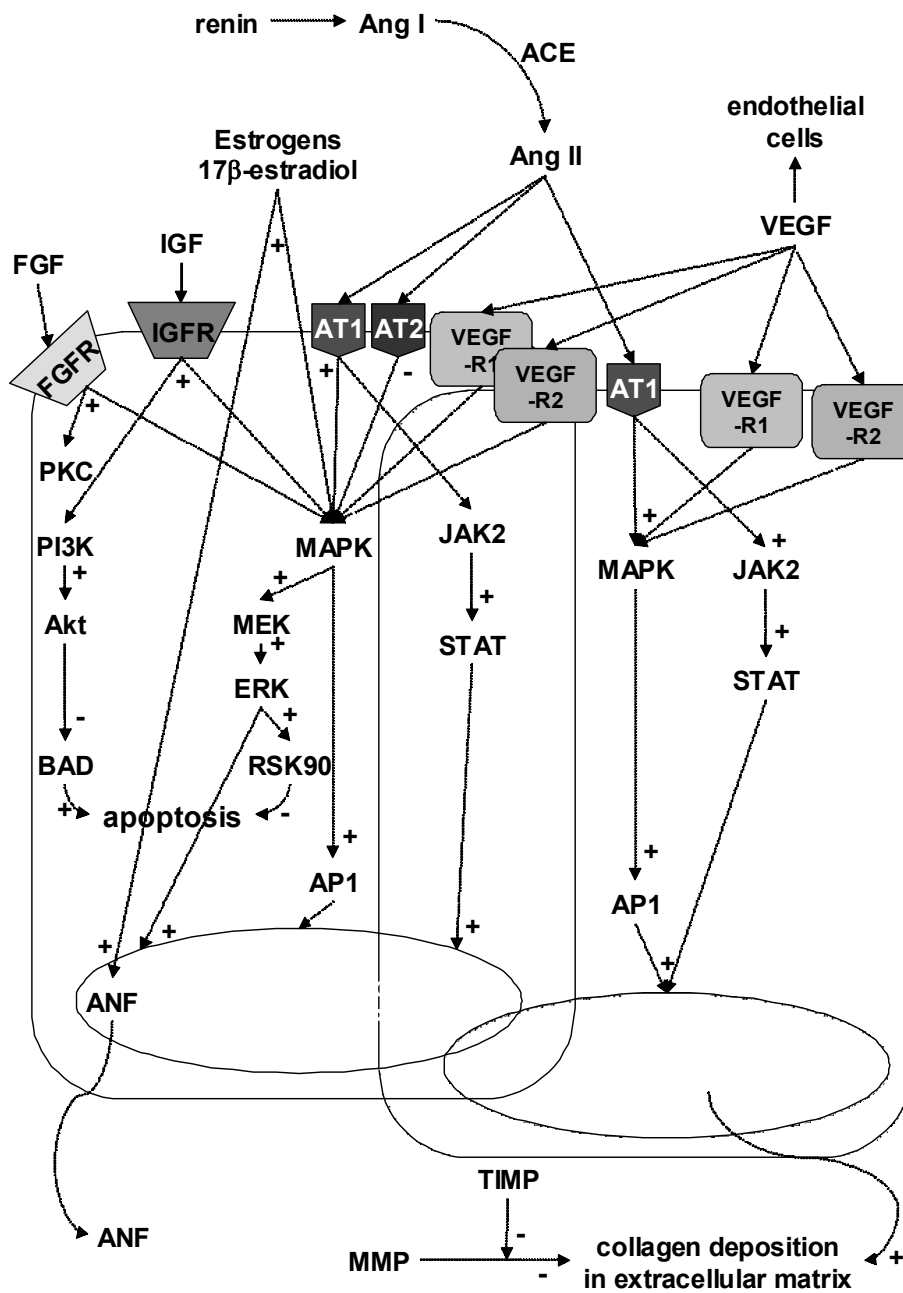 renin
Ang I
ACE
endothelial
cells
Estrogens
17β-estradiol
Ang II
VEGF
IGF
+
FGF
IGFR
AT1
AT2
VEGF
-R1
FGFR
VEGF
-R2
AT1
VEGF
-R1
VEGF
-R2
+
+
+
-
PKC
PI3K
MAPK
JAK2
+
+
MAPK
JAK2
+
+
+
+
Akt
MEK
STAT
+
ERK
STAT
+
-
BAD
RSK90
+
apoptosis
-
+
+
AP1
AP1
+
+
+
+
ANF
TIMP
-
ANF
MMP
-
collagen deposition
in extracellular matrix
+